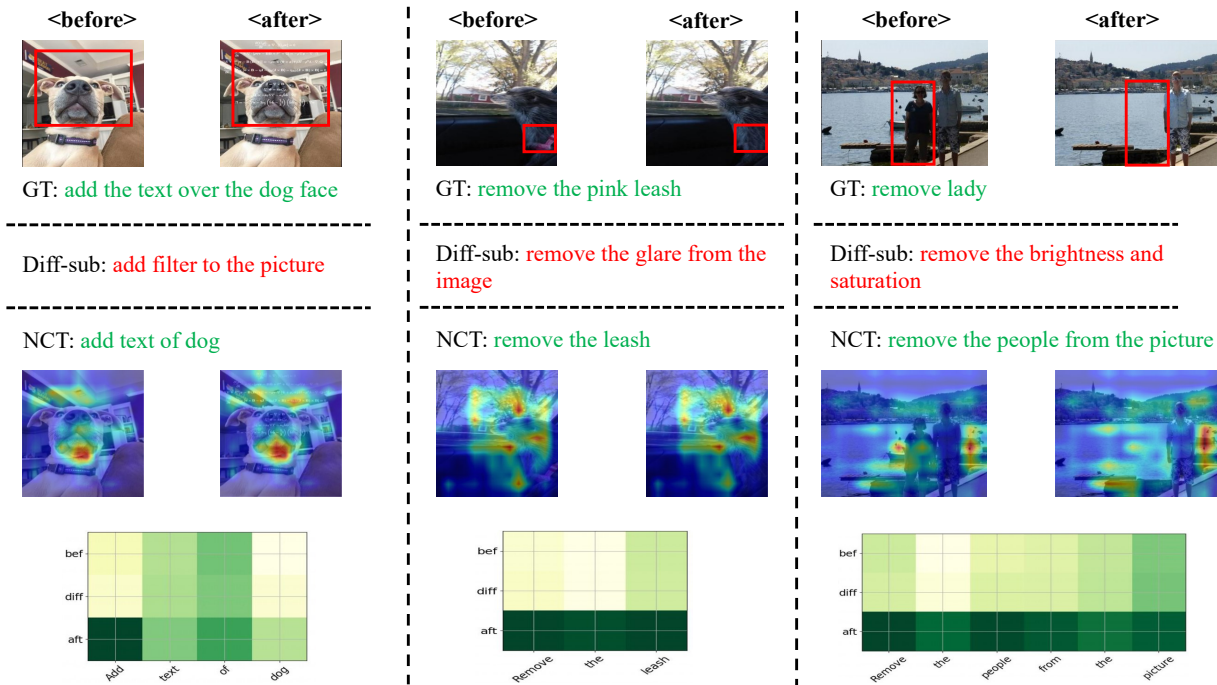 <before>
<after>
GT: add the text over the dog face
Diff-sub: add filter to the picture
NCT: add text of dog
bef
diff
aft
Add
text
of
dog
<before>
<after>
GT: remove the pink leash
Diff-sub: remove the glare from the
image
NCT: remove the leash
bef
diff
aft
Remove
the
leash
<before>
<after>
GT: remove lady
Diff-sub: remove the brightness and
saturation
NCT: remove the people from the picture
bef
diff
aft
Remove
the
people
from
the
picture